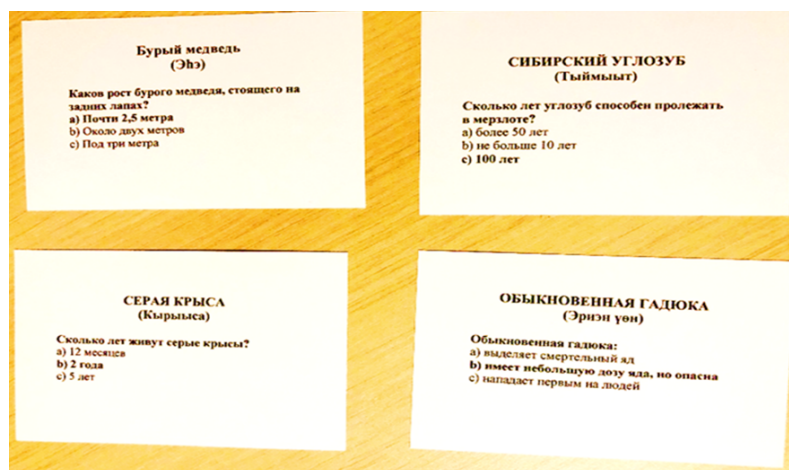 Бурый медведь
(Эһэ)
Каков рост бурого медведя, стоящего на
задних лапах?
a) Почти 2,5 метра
b) Около двух метров
c) Под три метра
СИБИРСКИЙ УГЛОЗУБ
(Тыймыыт)
Сколько лет углозуб способен пролежать
в мерзлоте?
a) более 50 лет
b) не больше 10 лет
c) 100 лет
СЕРАЯ КРЫСА
(Кырыыса)
Сколько лет живут серые крысы?
a) 12 месяцев
b) 2 года
c) 5 лет
ОБЫКНОВЕННАЯ ГАДЮКА
(Эриэн үөн)
Обыкновенная гадюка:
a) выделяет смертельный яд
b) имеет небольшую дозу яда, но опасна
c) нападает первым на людей